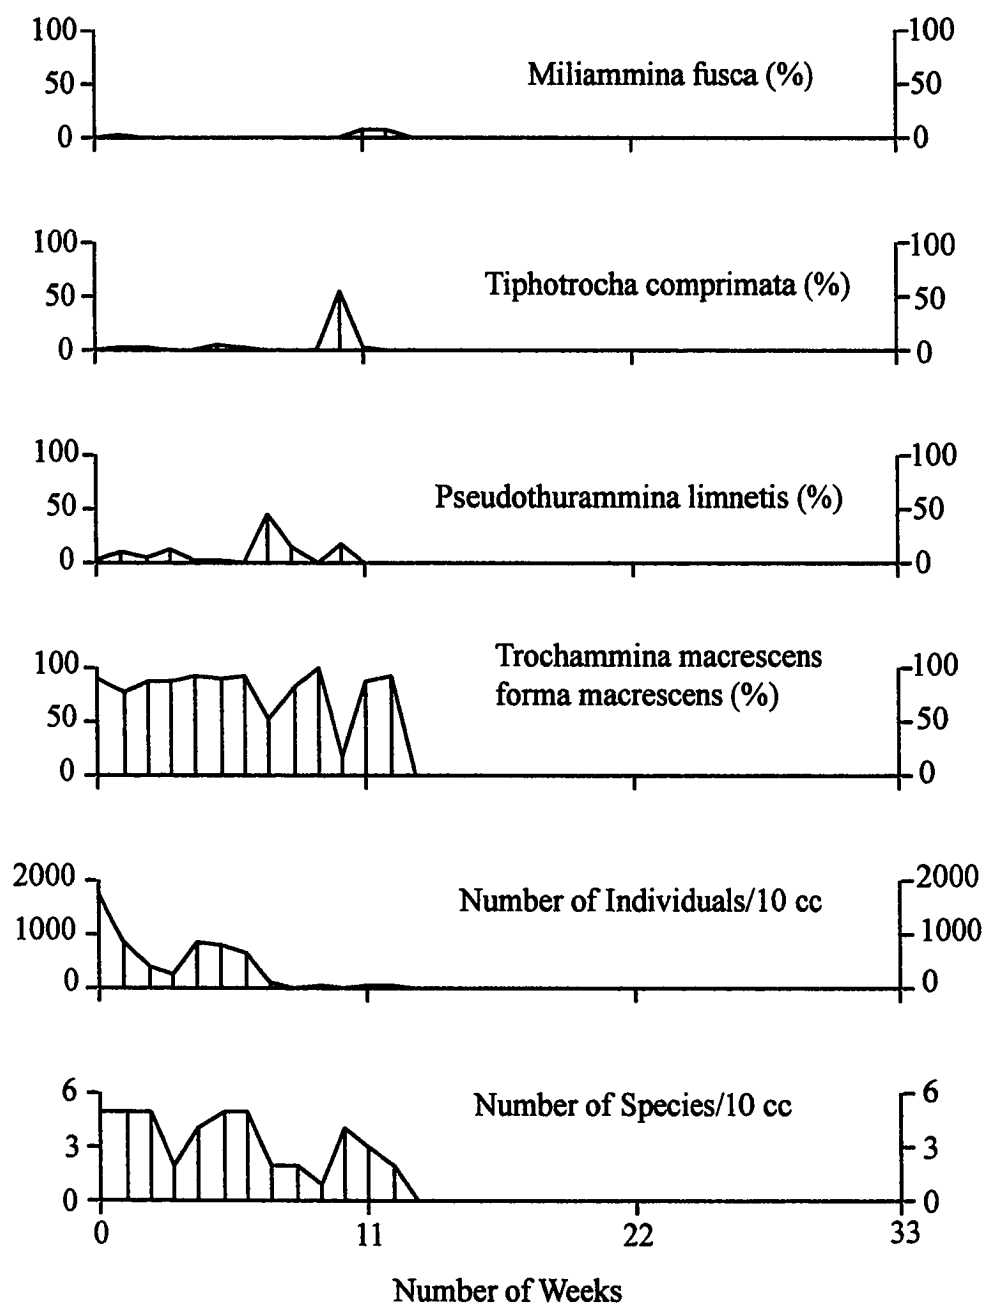 100 100
Miliammina fusca (%)
50 50
0 0
100 100
Tiphotrocha comprimata (%)
50 50
0 0
100 100
Pseudothurammina limnetis (%)
50 50
0 0
Trochammina macrescens
100 100
forma macrescens (%)
50 50
0 0
2000 2000
Number of Individuals/10 cc
1000 1000
0 0
6 6
Number of Species/10 cc
3 3
0 0
0 11 22 33
Number of Weeks